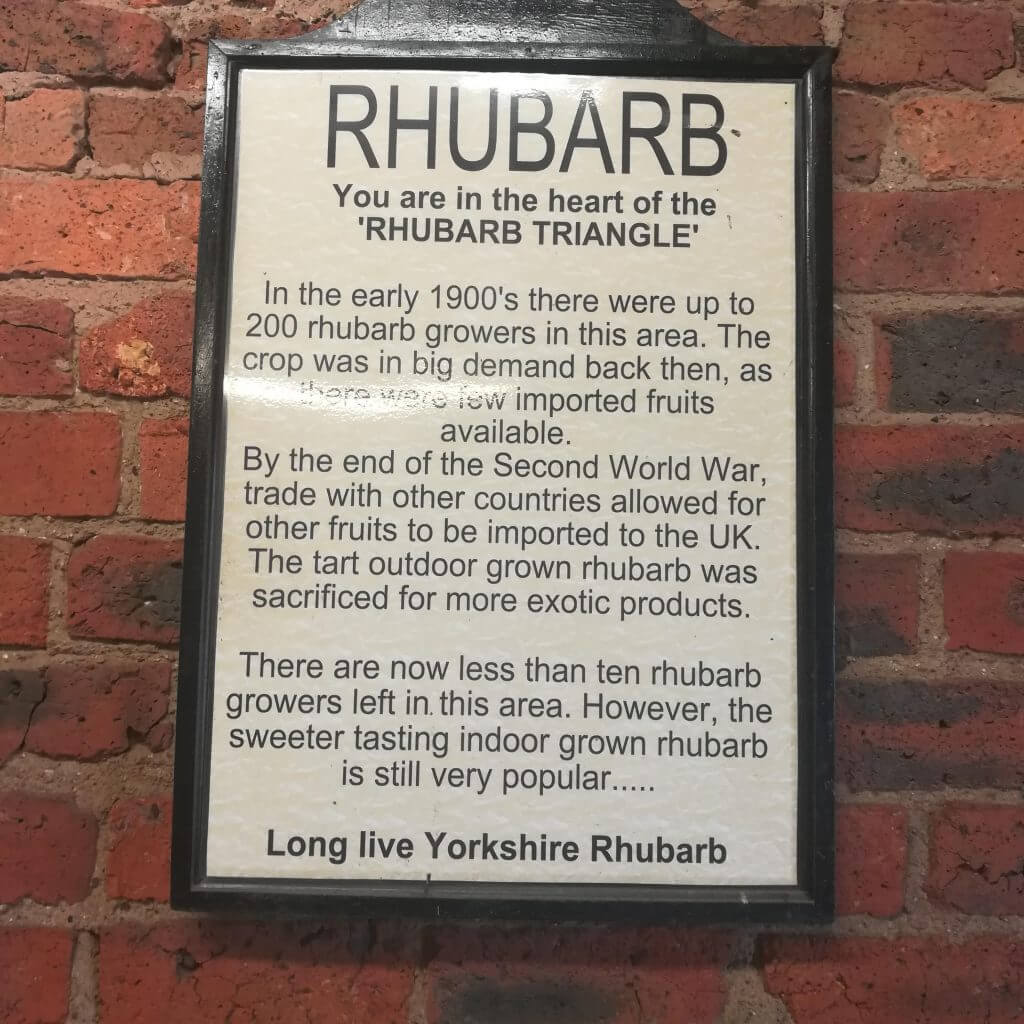 RHUBARB
You are in the heart of the
'RHUBARB TRIANGLE'
In the early 1900's there were up to
200 rhubarb growers in this area. The
crop was in big demand back then, as
there were few imported fruits
available.
By the end of the Second World War,
trade with other countries allowed for
other fruits to be imported to the UK.
The tart outdoor grown rhubarb was
sacrificed for more exotic products.
There are now less than ten rhubarb
growers left in this area. However, the
sweeter tasting indoor grown rhubarb
is still very popular.....
Long live Yorkshire Rhubarb